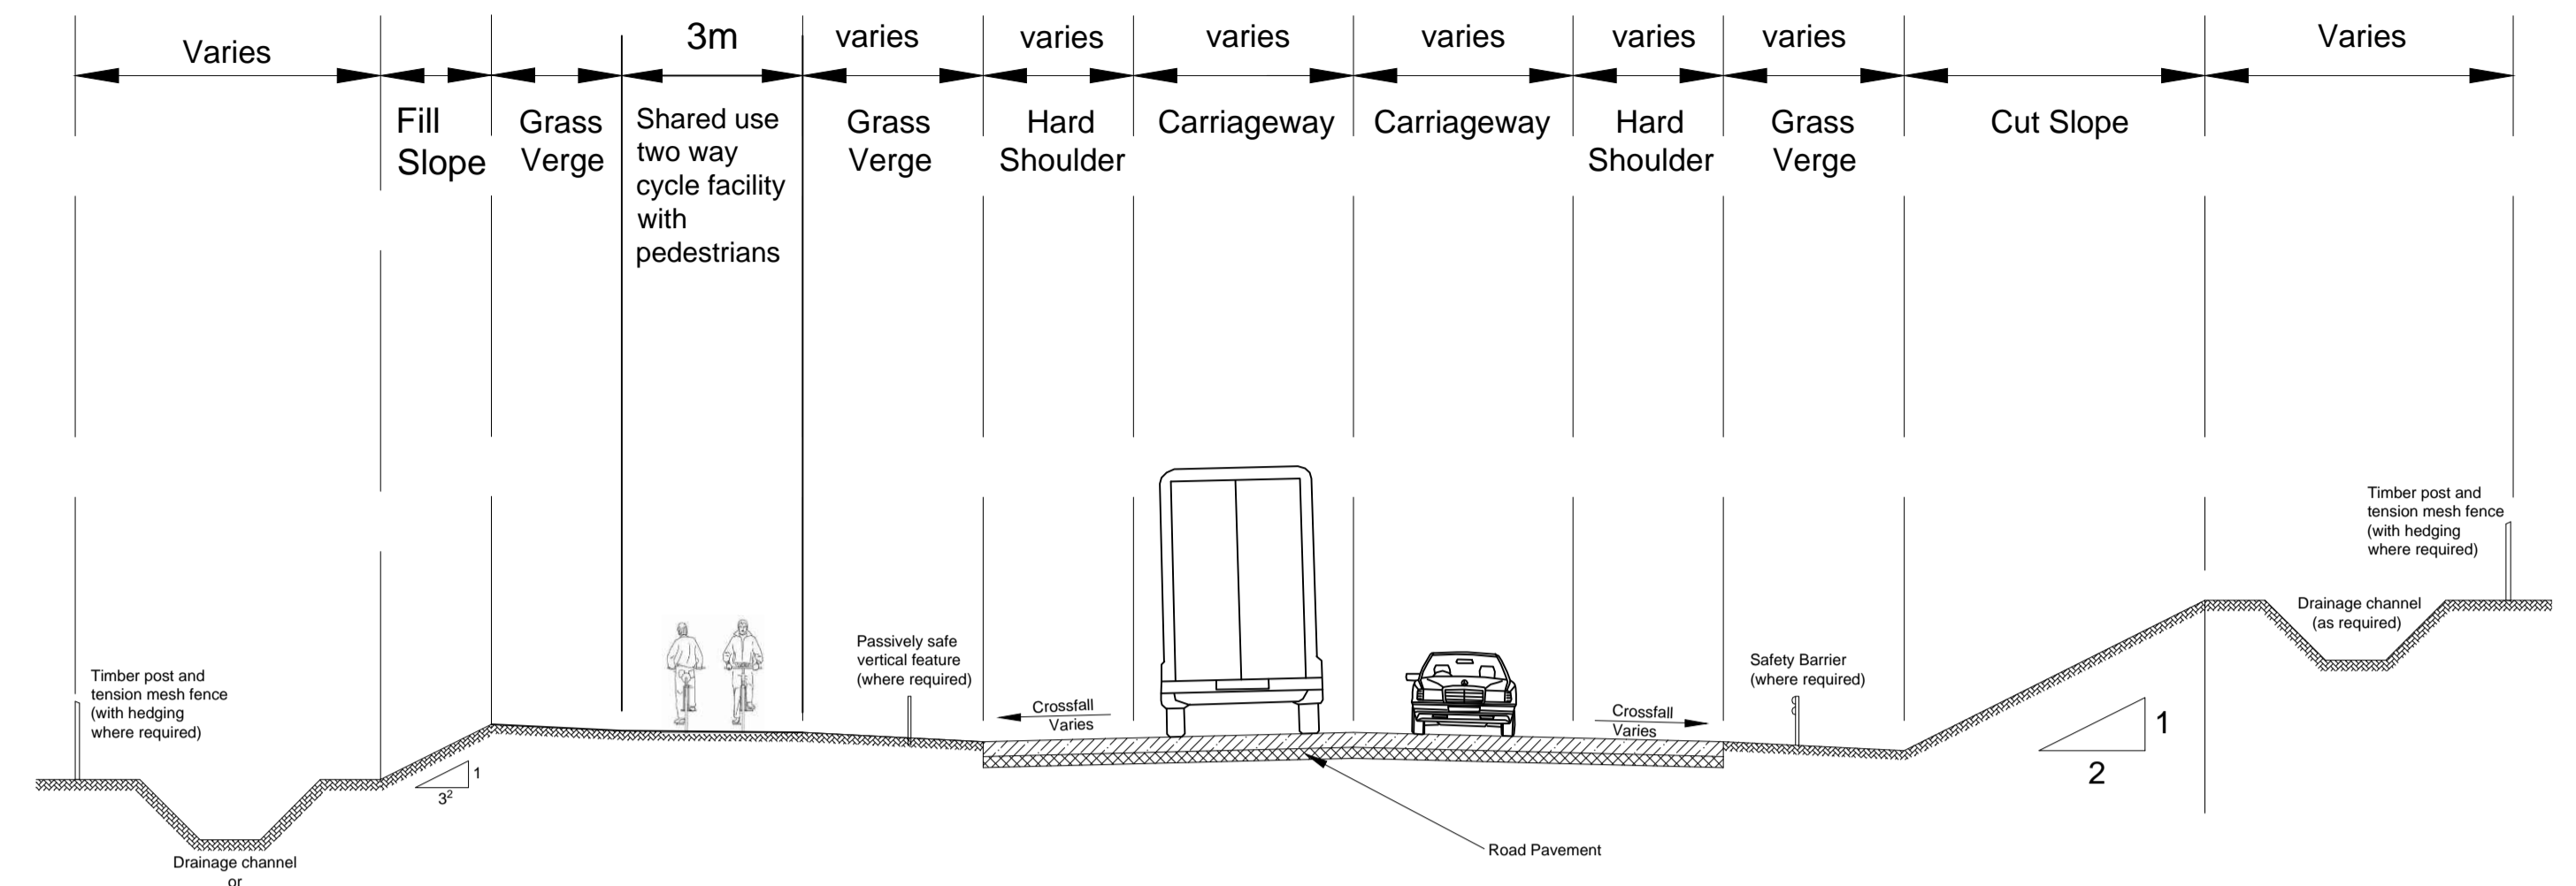 Varies
3m
varies
varies
varies
varies
varies
varies
Varies
Fill
Slope
Grass
Verge
Shared use
two way
cycle facility
with
pedestrians
Grass
Verge
Hard
Shoulder
Carriageway
Carriageway
Hard
Shoulder
Grass
Verge
Cut Slope
Timber post and
tension mesh fence
(with hedging
where required)
Drainage channel
or
1
3²
Passively safe
vertical feature
(where required)
Crossfall
Varies
Crossfall
Varies
Road Pavement
Safety Barrier
(where required)
1
2
Drainage channel
(as required)
Timber post and
tension mesh fence
(with hedging
where required)